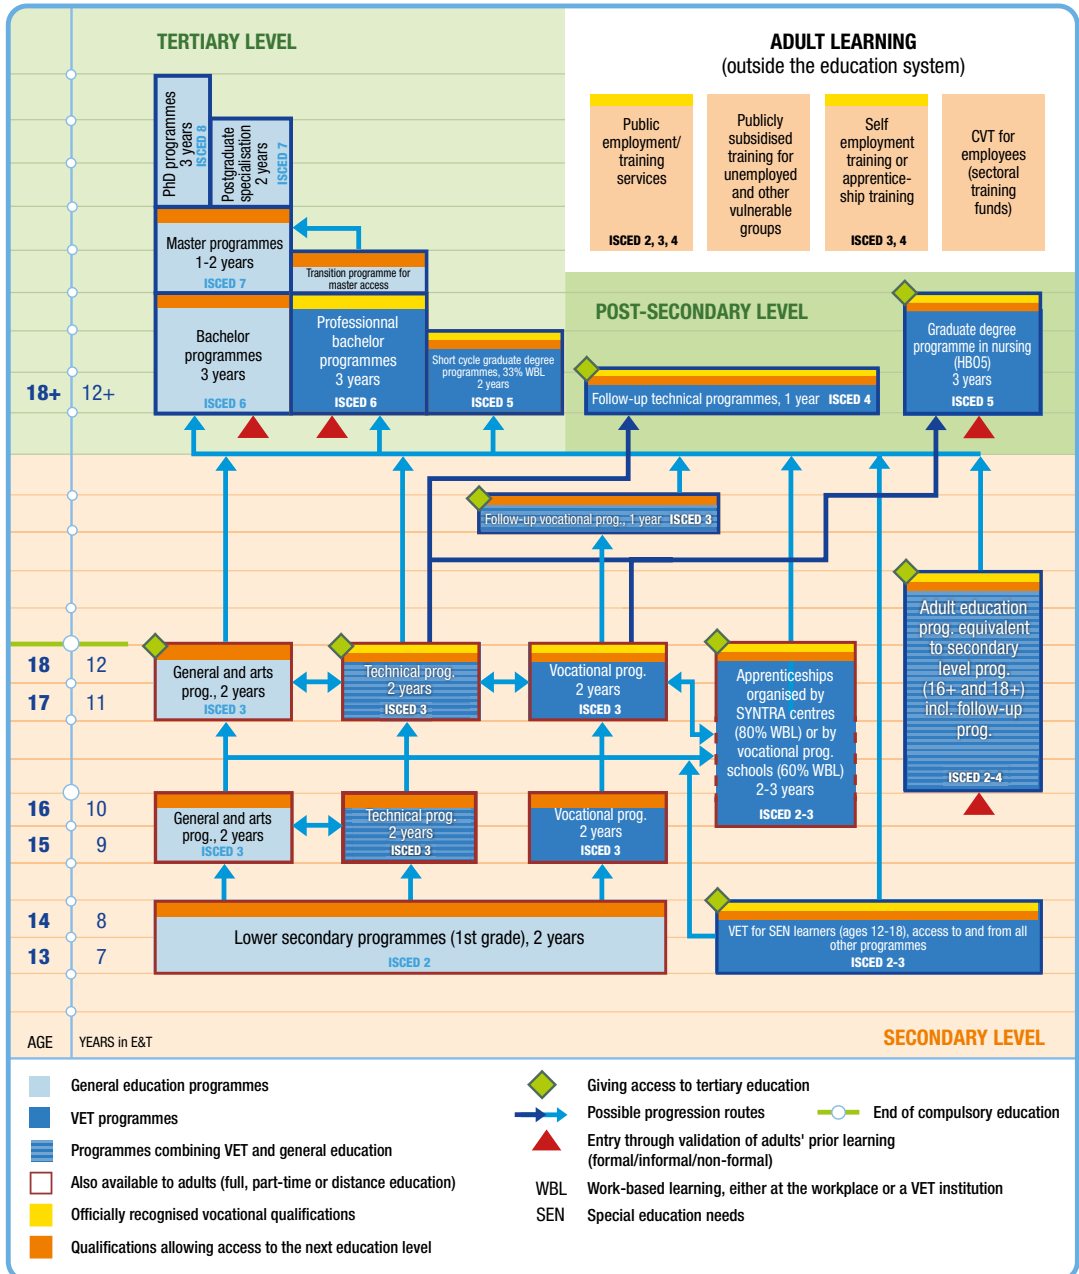 TERTIARY LEVEL
ADULT LEARNING
(outside the education system)
PhD programmes
3 years
ISCED 8
Postgraduate
specialisation
2 years
ISCED 7
Public
employment/
training
services
ISCED 2, 3, 4
Publicly
subsidised
training for
unemployed
and other
vulnerable
groups
Self
employment
training or
apprentice-
ship training
ISCED 3, 4
CVT for
employees
(sectoral
training
funds)
Master programmes
1-2 years
ISCED 7
Transition programme for
master access
POST-SECONDARY LEVEL
Bachelor
programmes
3 years
ISCED 6
Professionnal
bachelor
programmes
3 years
ISCED 6
Short cycle graduate degree
programmes, 33% WBL
2 years
ISCED 5
Follow-up technical programmes, 1 year ISCED 4
Graduate degree
programme in nursing
(HBO5)
3 years
ISCED 5
18+ 12+
Follow-up vocational prog., 1 year ISCED 3
Adult education
prog. equivalent
to secondary
level prog.
(16+ and 18+)
incl. follow-up
prog.
ISCED 2-4
18 12
17 11
General and arts
prog., 2 years
ISCED 3
Technical prog.
2 years
ISCED 3
Vocational prog.
2 years
ISCED 3
Apprenticeships
organised by
SYNTRA centres
(80% WBL) or by
vocational prog.
schools (60% WBL)
2-3 years
ISCED 2-3
16 10
15 9
General and arts
prog., 2 years
ISCED 3
Technical prog.
2 years
ISCED 3
Vocational prog.
2 years
ISCED 3
14 8
13 7
Lower secondary programmes (1st grade), 2 years
ISCED 2
VET for SEN learners (ages 12-18), access to and from all
other programmes
ISCED 2-3
AGE YEARS in E&T
SECONDARY LEVEL
General education programmes
VET programmes
Programmes combining VET and general education
Also available to adults (full, part-time or distance education)
Officially recognised vocational qualifications
Qualifications allowing access to the next education level
Giving access to tertiary education
Possible progression routes
End of compulsory education
Entry through validation of adults' prior learning
(formal/informal/non-formal)
WBL Work-based learning, either at the workplace or a VET institution
SEN Special education needs